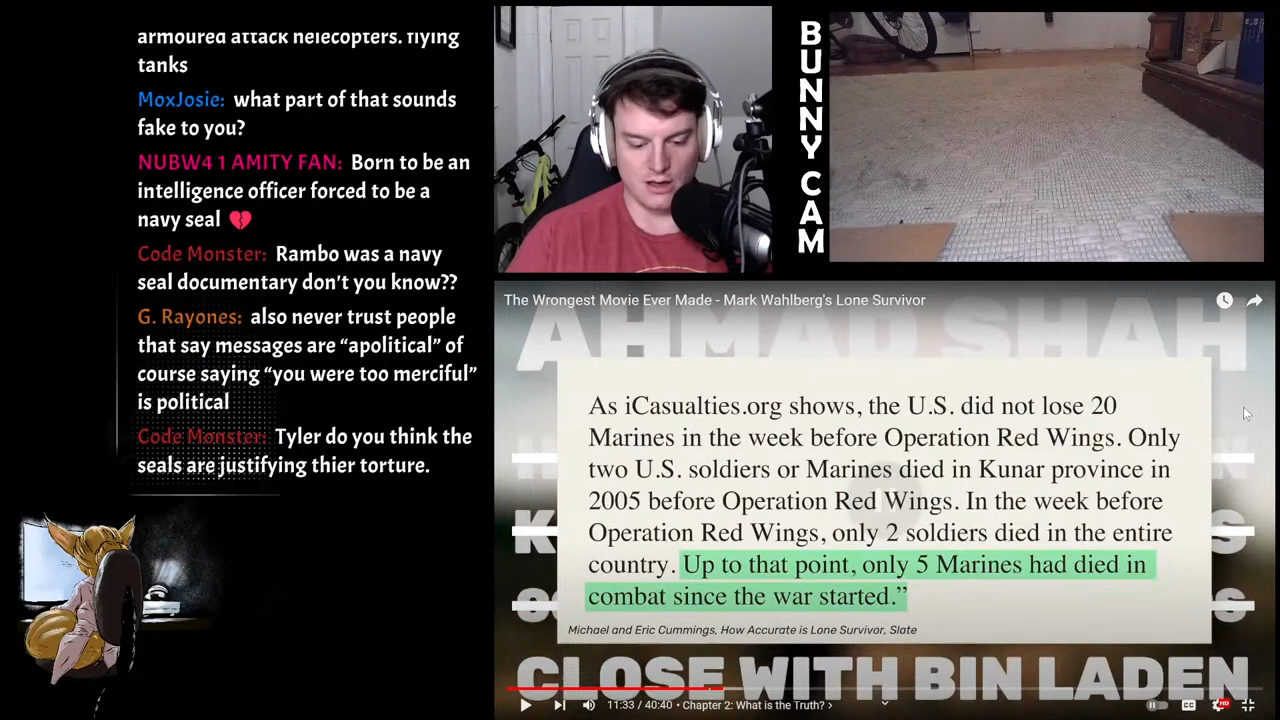 armoured attack helecopters. flying
tanks
MoxJosie: what part of that sounds
fake to you?
NUBW4 1 AMITY FAN: Born to be an
intelligence officer forced to be a
navy seal 💔
Code Monster: Rambo was a navy
seal documentary don't you know??
G. Rayones: also never trust people
that say messages are “apolitical” of
course saying “you were too merciful”
is political
Code Monster: Tyler do you think the
seals are justifying thier torture.
BUNNY CAM
The Wrongest Movie Ever Made - Mark Wahlberg's Lone Survivor
AHMAD SHAH
As iCasualties.org shows, the U.S. did not lose 20
Marines in the week before Operation Red Wings. Only
two U.S. soldiers or Marines died in Kunar province in
2005 before Operation Red Wings. In the week before
Operation Red Wings, only 2 soldiers died in the entire
country. Up to that point, only 5 Marines had died in
combat since the war started.”
Michael and Eric Cummings, How Accurate is Lone Survivor, Slate
CLOSE WITH BIN LADEN
11:33 / 40:40 • Chapter 2: What is the Truth? ›
CC
HD